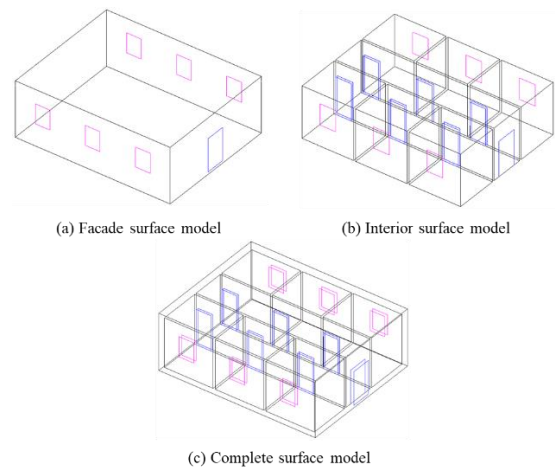 (a) Facade surface model
(b) Interior surface model
(c) Complete surface model